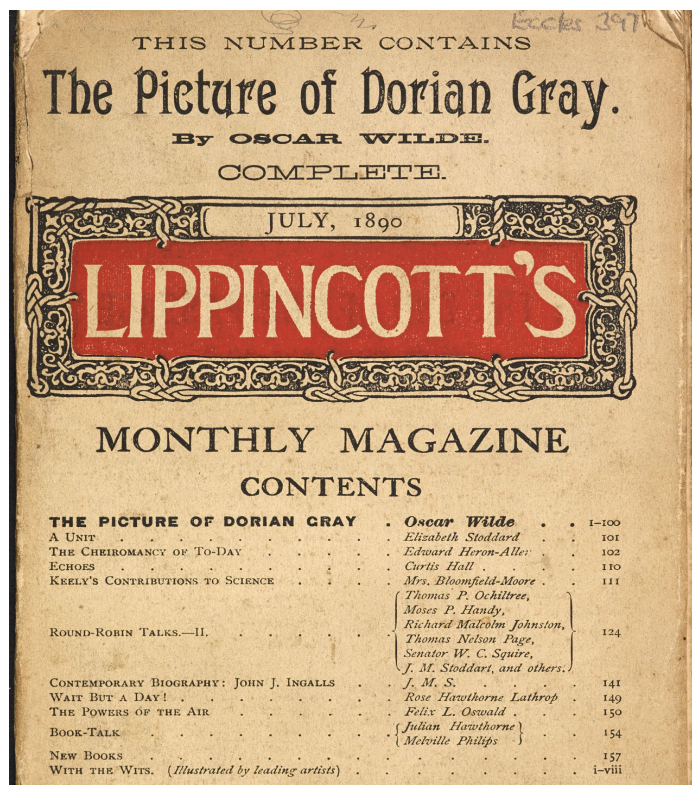 Eccles 397
THIS NUMBER CONTAINS
The Picture of Dorian Gray.
By OSCAR WILDE.
COMPLETE.
JULY, 1890
LIPPINCOTT'S
MONTHLY MAGAZINE
CONTENTS
THE PICTURE OF DORIAN GRAY . Oscar Wilde . . 1–100
A UNIT . . . . . . . . . Elizabeth Stoddard . 101
THE CHEIROMANCY OF TO-DAY . . . . . Edward Heron-Allen . 102
ECHOES . . . . . . . . . Curtis Hall . . . 110
KEELY'S CONTRIBUTIONS TO SCIENCE . . . . Mrs. Bloomfield-Moore . . 111
ROUND-ROBIN TALKS.—II. . . . . . { Thomas P. Ochiltree,
Moses P. Handy,
Richard Malcolm Johnston,
Thomas Nelson Page,
Senator W. C. Squire,
J. M. Stoddart, and others. } 124
CONTEMPORARY BIOGRAPHY: JOHN J. INGALLS . . J. M. S. . . . . 141
WAIT BUT A DAY! . . . . . . . Rose Hawthorne Lathrop . 149
THE POWERS OF THE AIR . . . . . Felix L. Oswald . . 150
BOOK-TALK . . . . . . . { Julian Hawthorne
Melville Philips } . . 154
NEW BOOKS . . . . . . . . . . . . 157
WITH THE WITS. (Illustrated by leading artists) . . . . . . i–viii